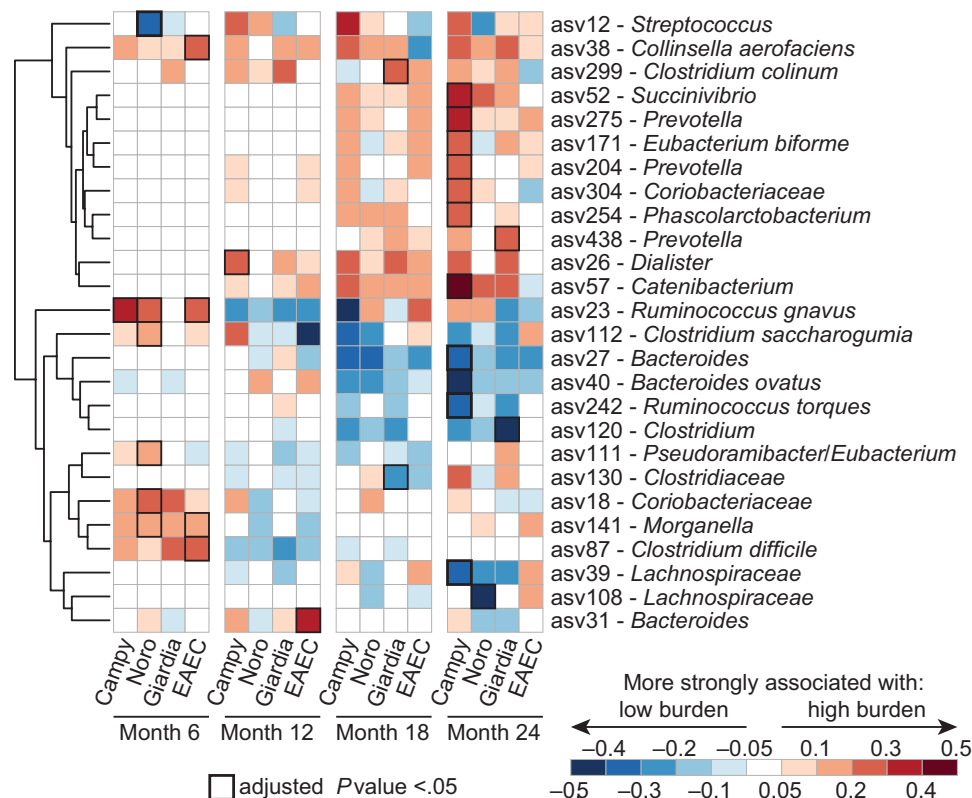 asv12 - Streptococcus
asv38 - Collinsella aerofaciens
asv299 - Clostridium colinum
asv52 - Succinivibrio
asv275 - Prevotella
asv171 - Eubacterium biforme
asv204 - Prevotella
asv304 - Coriobacteriaceae
asv254 - Phascolarctobacterium
asv438 - Prevotella
asv26 - Dialister
asv57 - Catenibacterium
asv23 - Ruminococcus gnavus
asv112 - Clostridium saccharogumia
asv27 - Bacteroides
asv40 - Bacteroides ovatus
asv242 - Ruminococcus torques
asv120 - Clostridium
asv111 - Pseudoramibacter/Eubacterium
asv130 - Clostridiaceae
asv18 - Coriobacteriaceae
asv141 - Morganella
asv87 - Clostridium difficile
asv39 - Lachnospiraceae
asv108 - Lachnospiraceae
asv31 - Bacteroides
Campy Noro Giardia EAEC Campy Noro Giardia EAEC Campy Noro Giardia EAEC Campy Noro Giardia EAEC
Month 6 Month 12 Month 18 Month 24
More strongly associated with:
low burden high burden
–0.4 –0.2 –0.05 0.1 0.3 0.5
–0.5 –0.3 –0.1 0.05 0.2 0.4
adjusted P value <.05